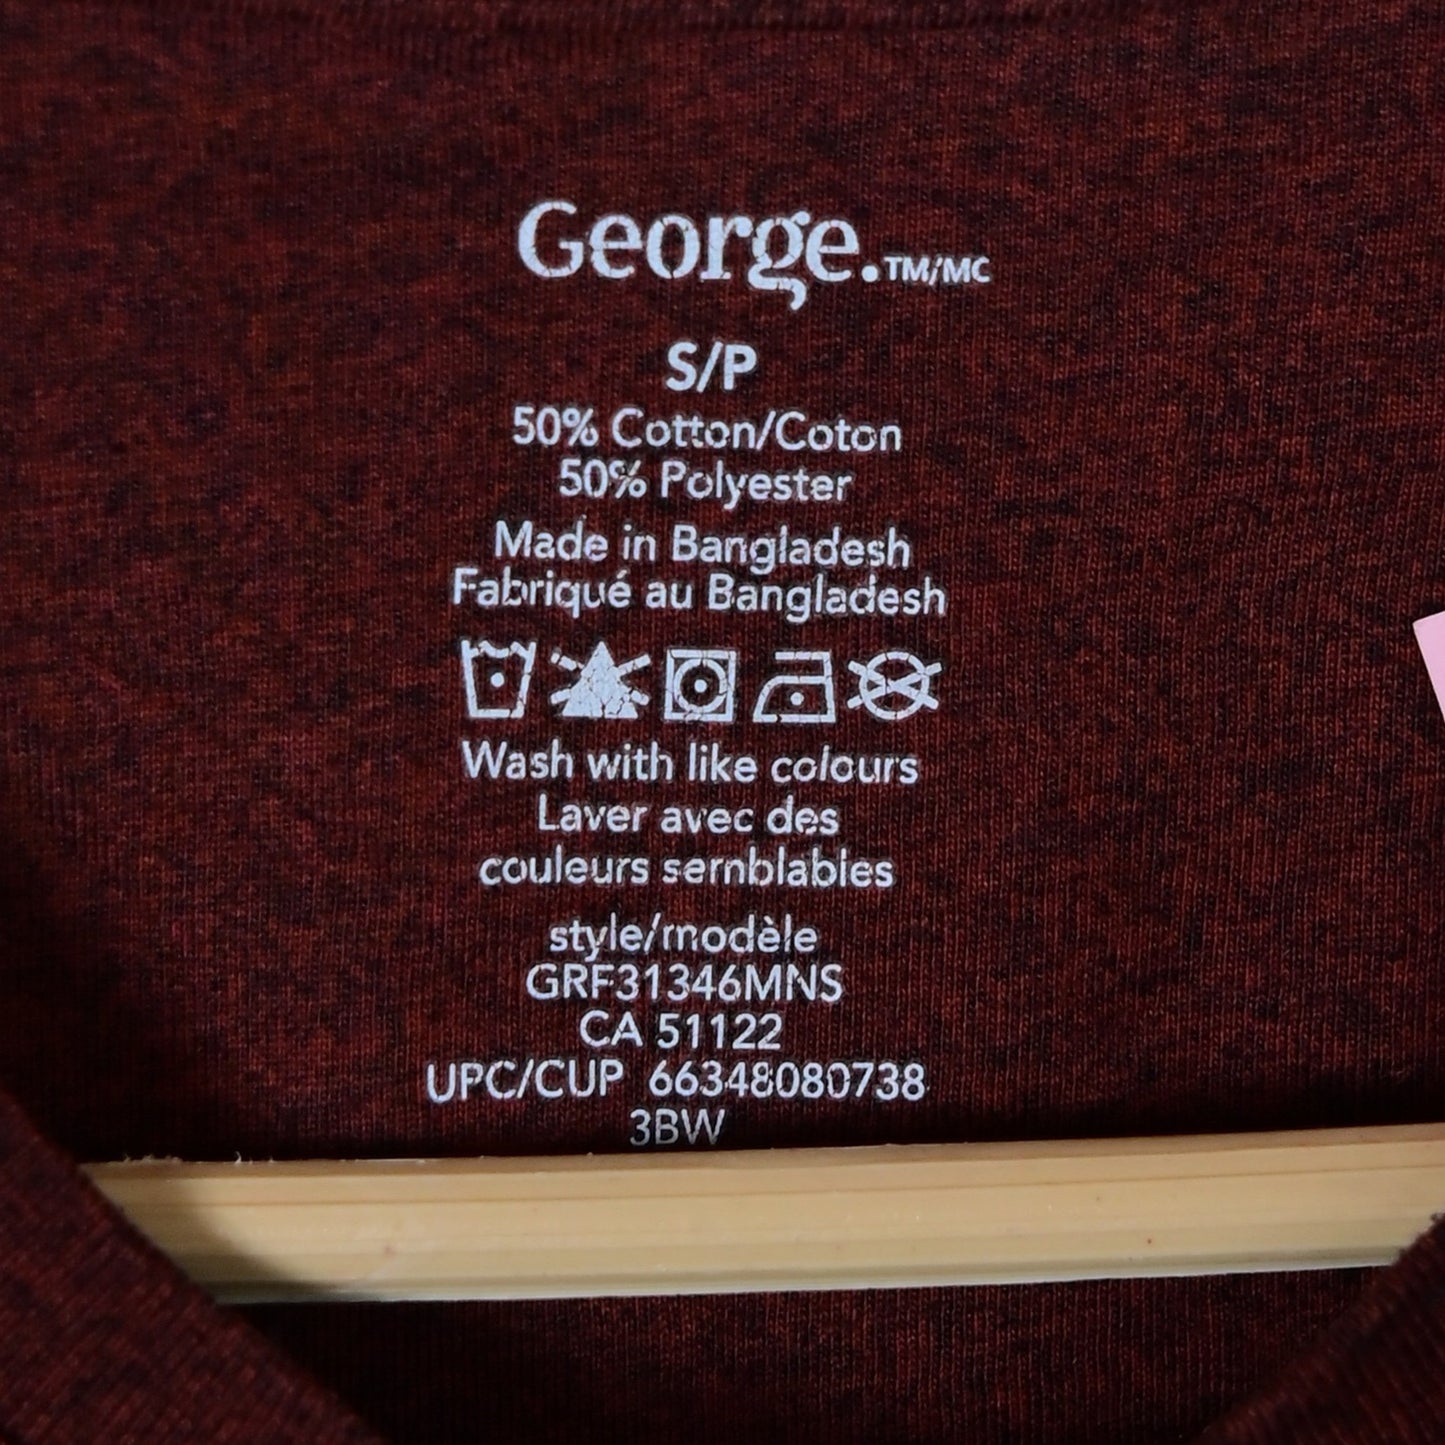 George.TM/MC
S/P
50% Cotton/Coton
50% Polyester
Made in Bangladesh
Fabriqué au Bangladesh
Wash with like colours
Laver avec des
couleurs semblables
style/modèle
GRF31346MNS
CA 51122
UPC/CUP 66348080738
3BW